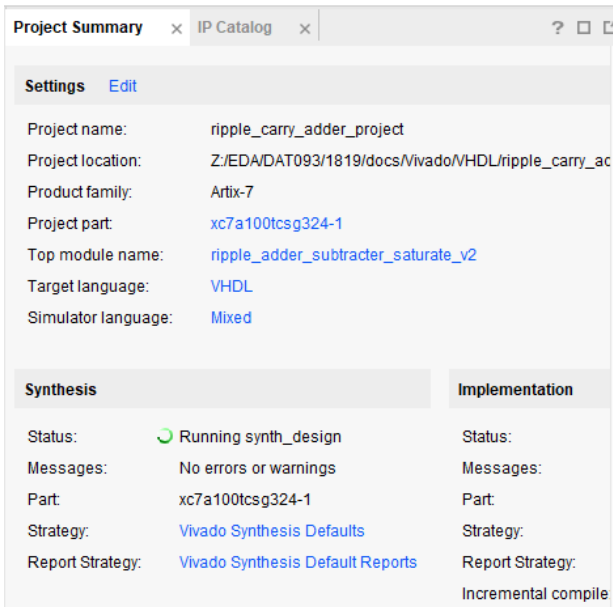 Project Summary × IP Catalog × ?
Settings Edit
Project name: ripple_carry_adder_project
Project location: Z:/EDA/DAT093/1819/docs/Vivado/VHDL/ripple_carry_ac
Product family: Artix-7
Project part: xc7a100tcsg324-1
Top module name: ripple_adder_subtracter_saturate_v2
Target language: VHDL
Simulator language: Mixed
Synthesis Implementation
Status: Running synth_design Status:
Messages: No errors or warnings Messages:
Part: xc7a100tcsg324-1 Part:
Strategy: Vivado Synthesis Defaults Strategy:
Report Strategy: Vivado Synthesis Default Reports Report Strategy:
Incremental compile